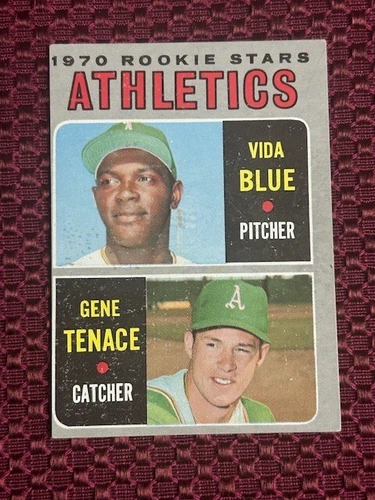 1970 ROOKIE STARS
ATHLETICS
VIDA
BLUE
PITCHER
A
GENE
TENACE
CATCHER